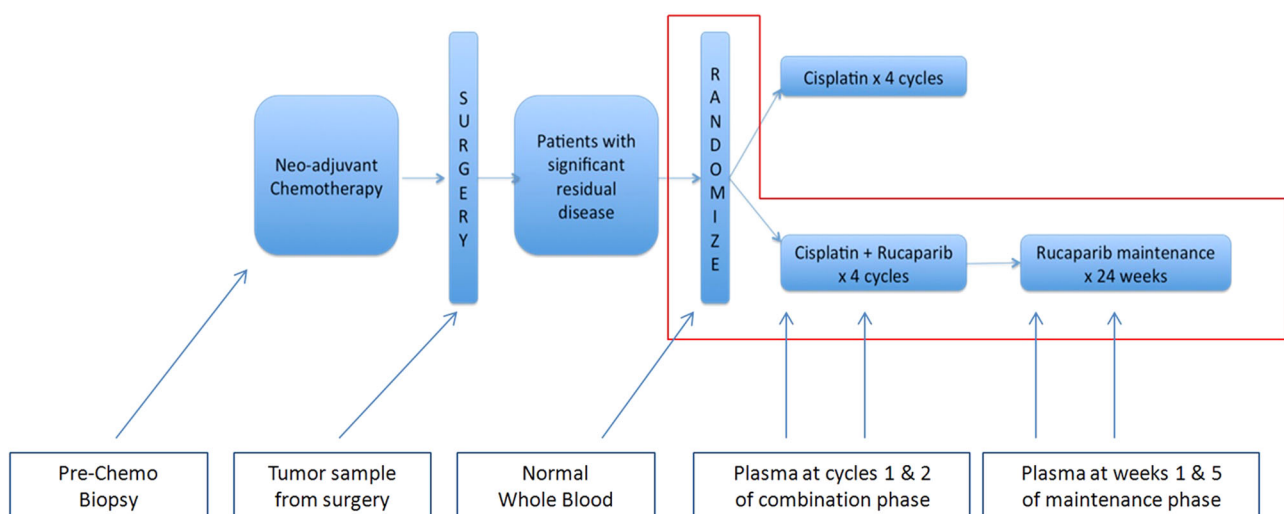 Neo-adjuvant
Chemotherapy
SURGERY
Patients with
significant
residual
disease
RANDOMIZE
Cisplatin x 4 cycles
Cisplatin + Rucaparib
x 4 cycles
Rucaparib maintenance
x 24 weeks
Pre-Chemo
Biopsy
Tumor sample
from surgery
Normal
Whole Blood
Plasma at cycles 1 & 2
of combination phase
Plasma at weeks 1 & 5
of maintenance phase